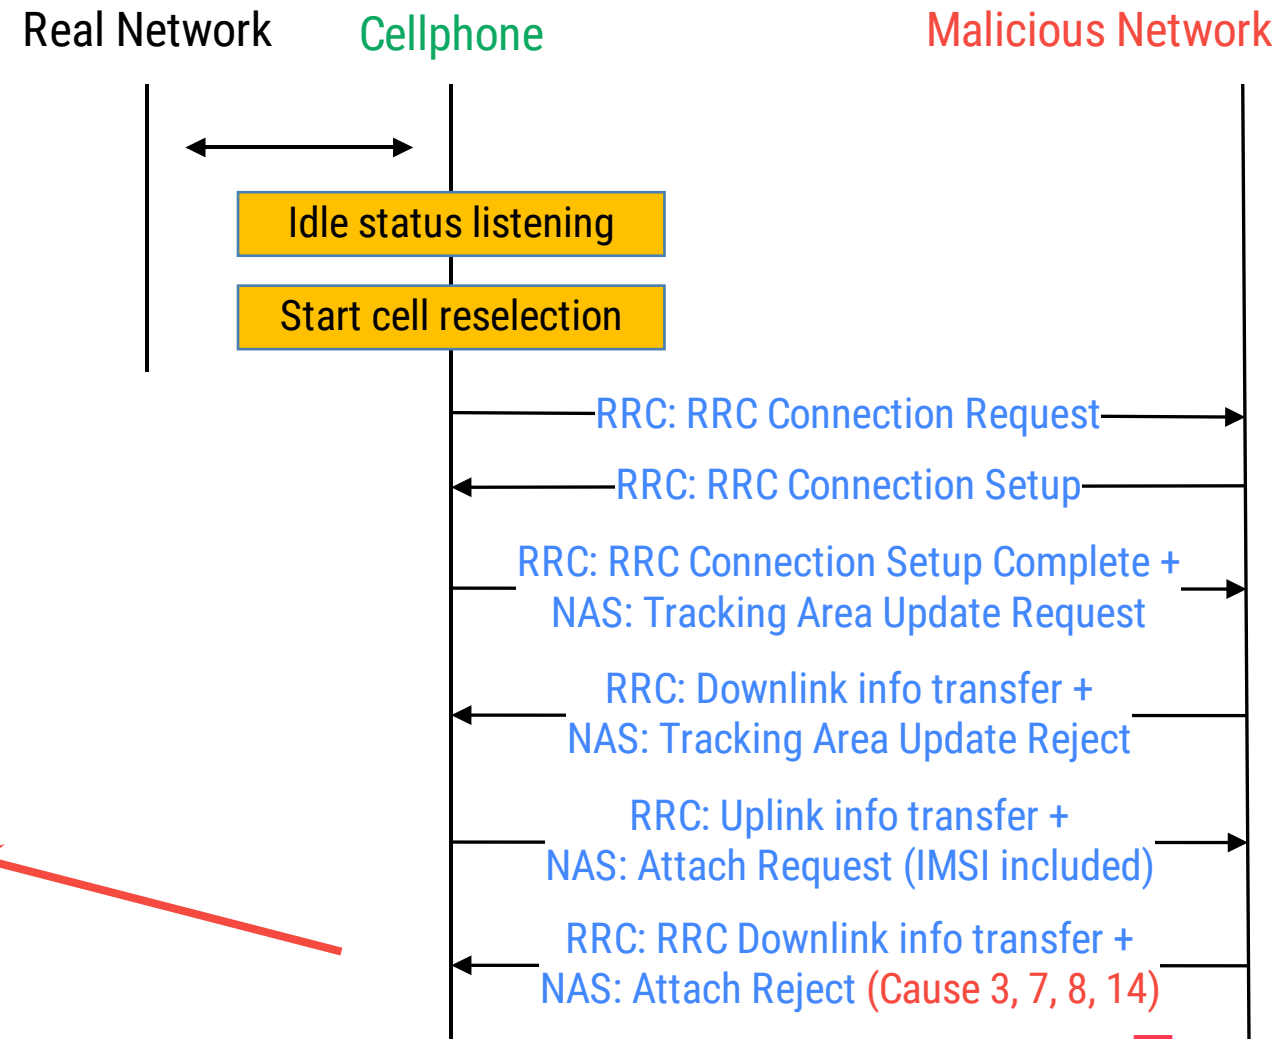 Real Network
Cellphone
Malicious Network
Idle status listening
Start cell reselection
RRC: RRC Connection Request
RRC: RRC Connection Setup
RRC: RRC Connection Setup Complete +
NAS: Tracking Area Update Request
RRC: Downlink info transfer +
NAS: Tracking Area Update Reject
RRC: Uplink info transfer +
NAS: Attach Request (IMSI included)
RRC: RRC Downlink info transfer +
NAS: Attach Reject (Cause 3, 7, 8, 14)